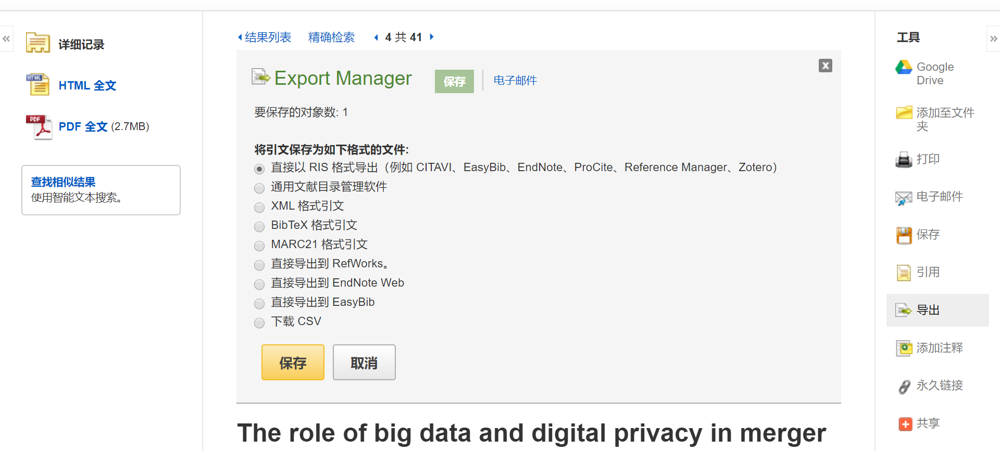 详细记录
HTML 全文
PDF 全文 (2.7MB)
查找相似结果
使用智能文本搜索。
结果列表 精确检索 4 共 41
Export Manager 保存 电子邮件
要保存的对象数: 1
将引文保存为如下格式的文件:
直接以 RIS 格式导出（例如 CITAVI、EasyBib、EndNote、ProCite、Reference Manager、Zotero）
通用文献目录管理软件
XML 格式引文
BibTeX 格式引文
MARC21 格式引文
直接导出到 RefWorks。
直接导出到 EndNote Web
直接导出到 EasyBib
下载 CSV
保存 取消
The role of big data and digital privacy in merger
工具
Google
Drive
添加至文件
夹
打印
电子邮件
保存
引用
导出
添加注释
永久链接
共享